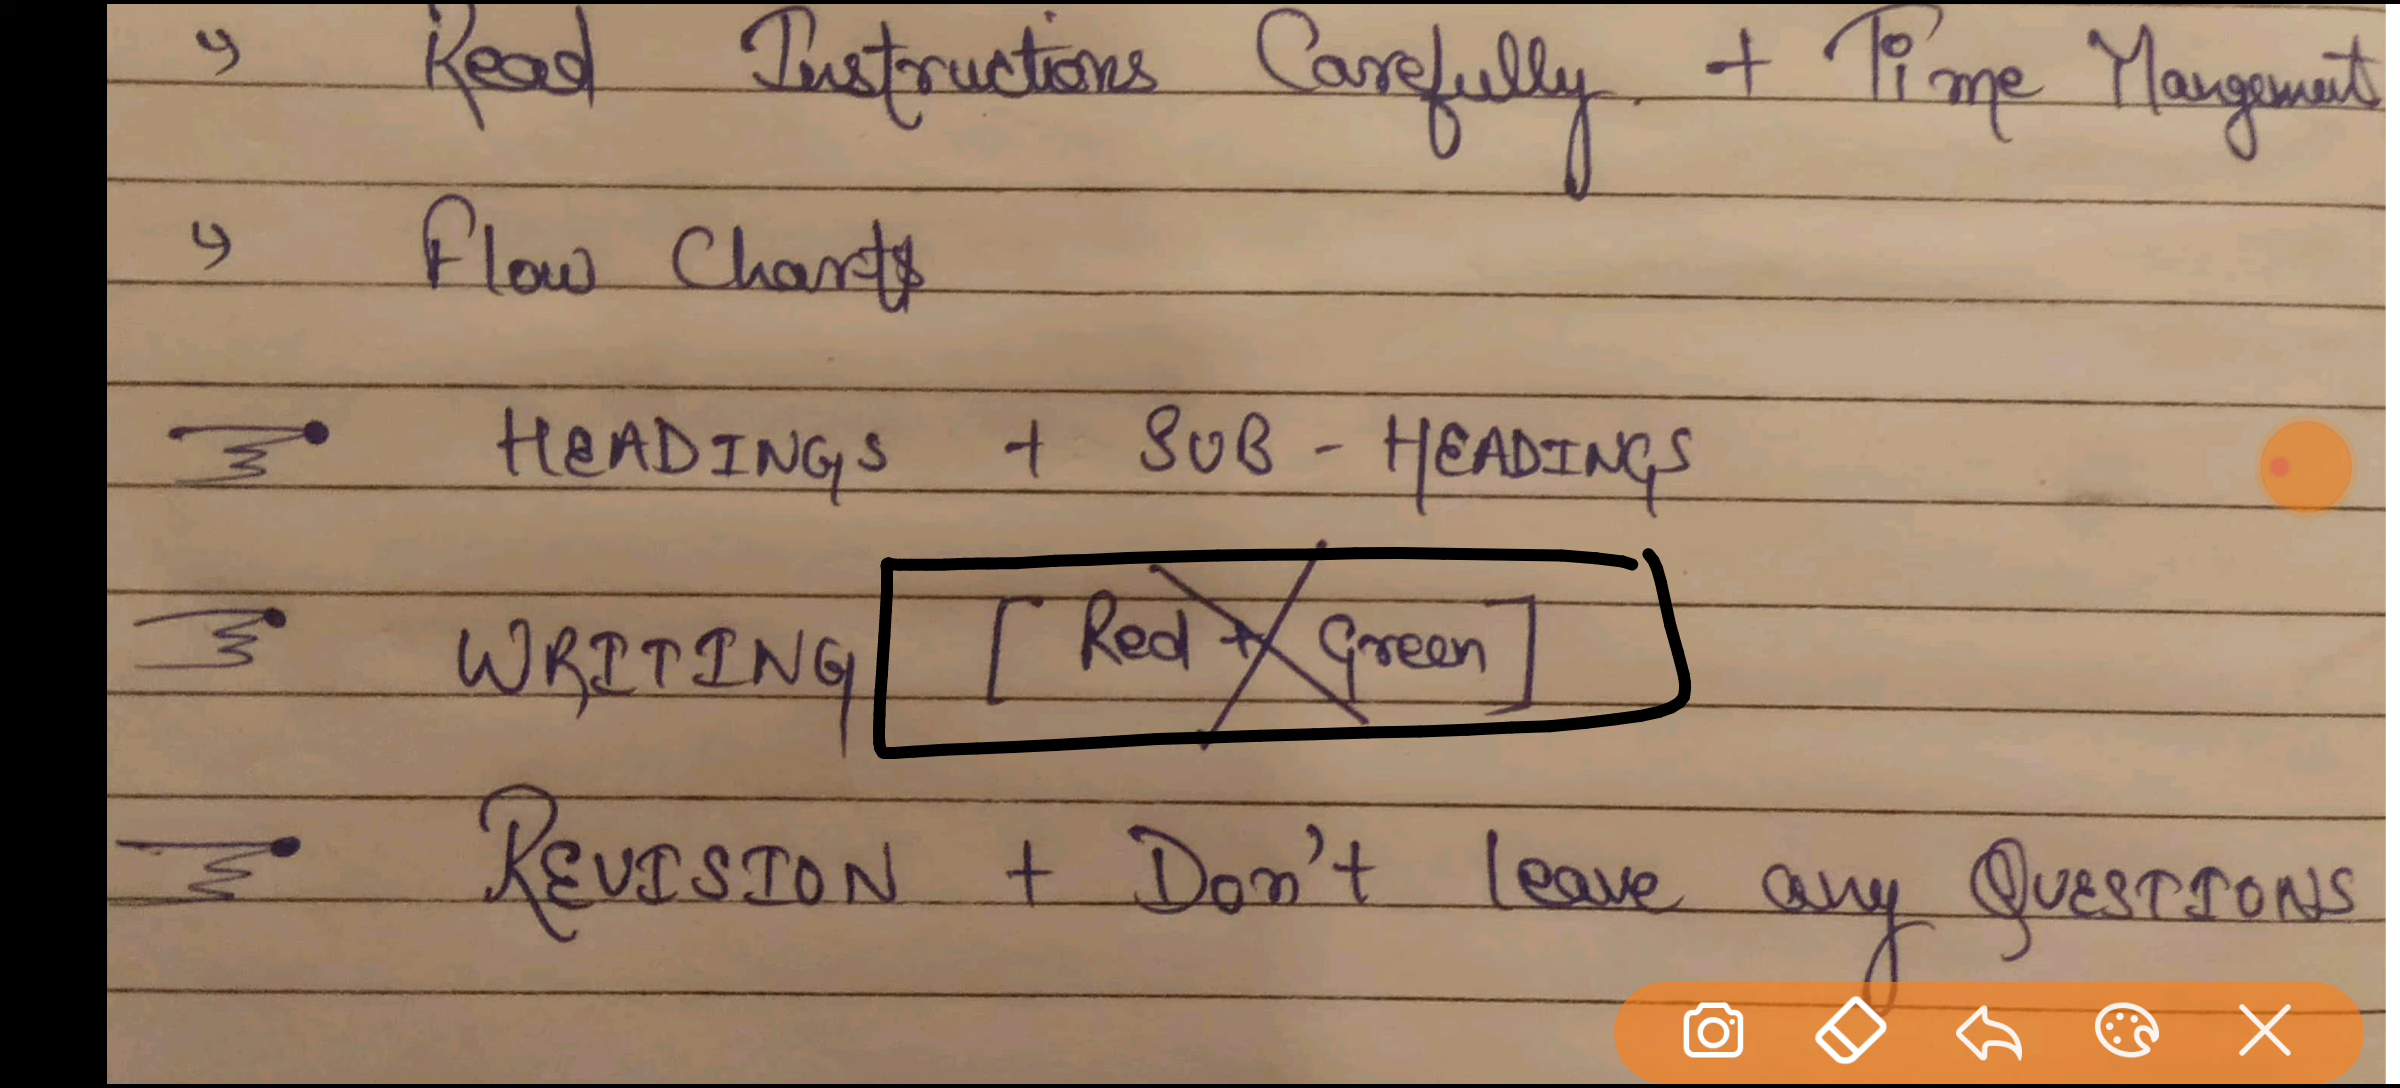 Read Instructions Carefully + Time Mangement
Flow Charts
HEADINGS + SUB - HEADINGS
WRITING [Red + Green]
REVISION + Don't leave any QUESTIONS